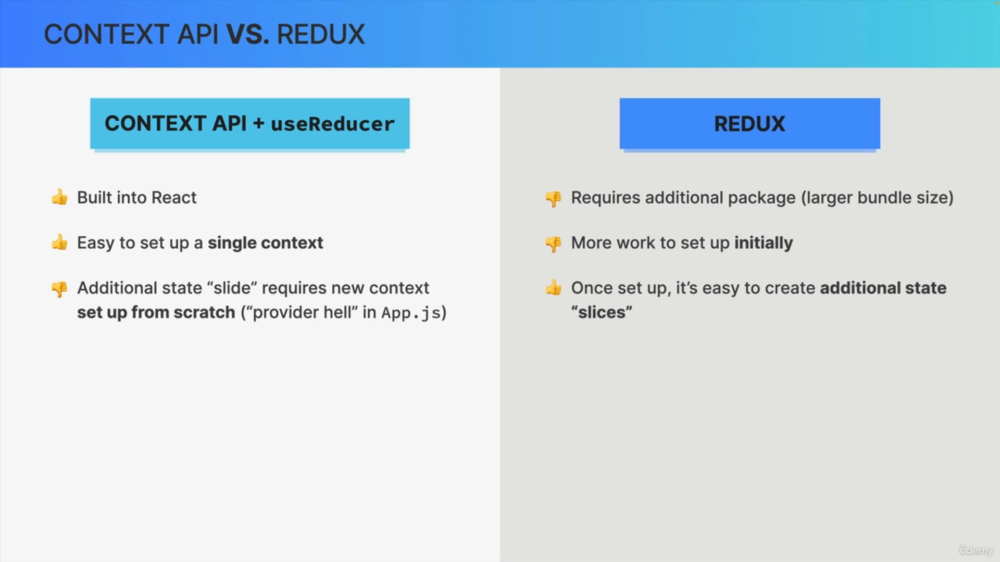 CONTEXT API VS. REDUX
CONTEXT API + useReducer
👍 Built into React
👍 Easy to set up a single context
👎 Additional state “slide” requires new context
set up from scratch (“provider hell” in App.js)
REDUX
👎 Requires additional package (larger bundle size)
👎 More work to set up initially
👍 Once set up, it’s easy to create additional state
“slices”
ûdemy